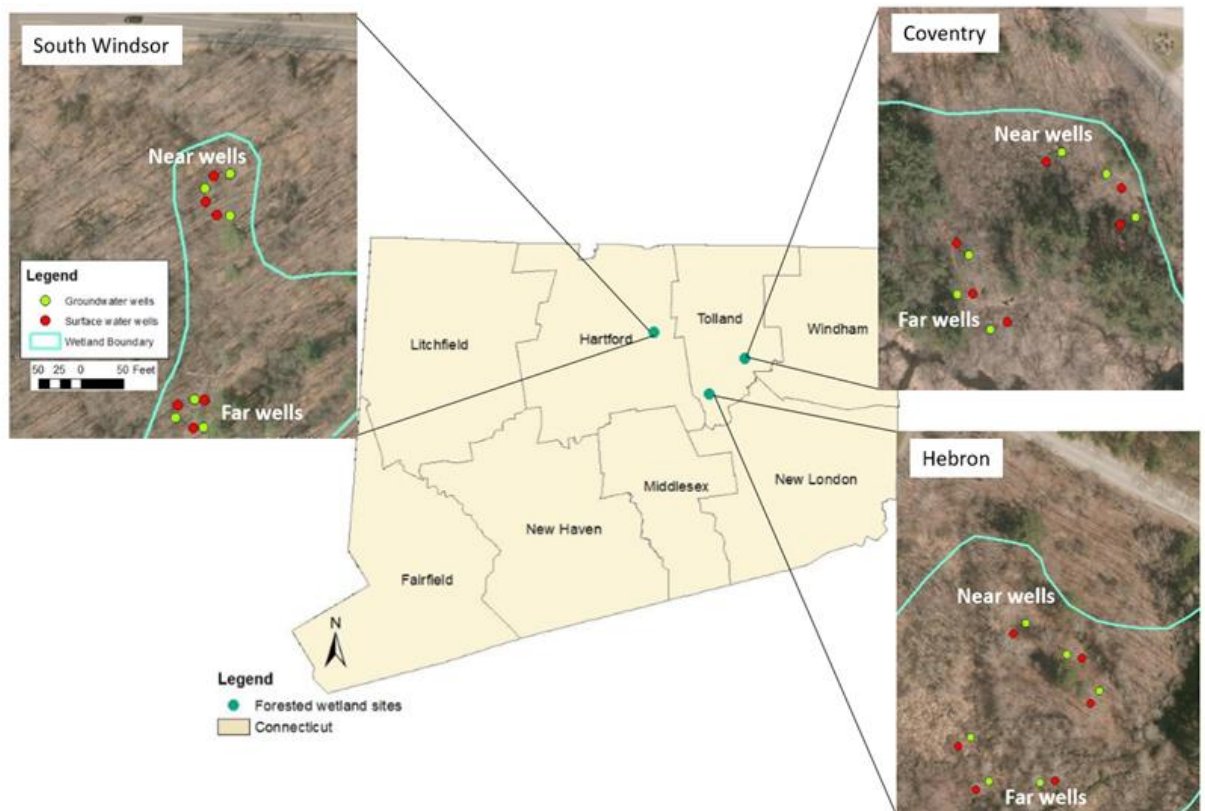 South Windsor
Near wells
Legend
Groundwater wells
Surface water wells
Wetland Boundary
50 25 0 50 Feet
Far wells
Coventry
Near wells
Far wells
Litchfield
Hartford
Tolland
Windham
Middlesex
New London
New Haven
Fairfield
N
Legend
Forested wetland sites
Connecticut
Hebron
Near wells
Far wells